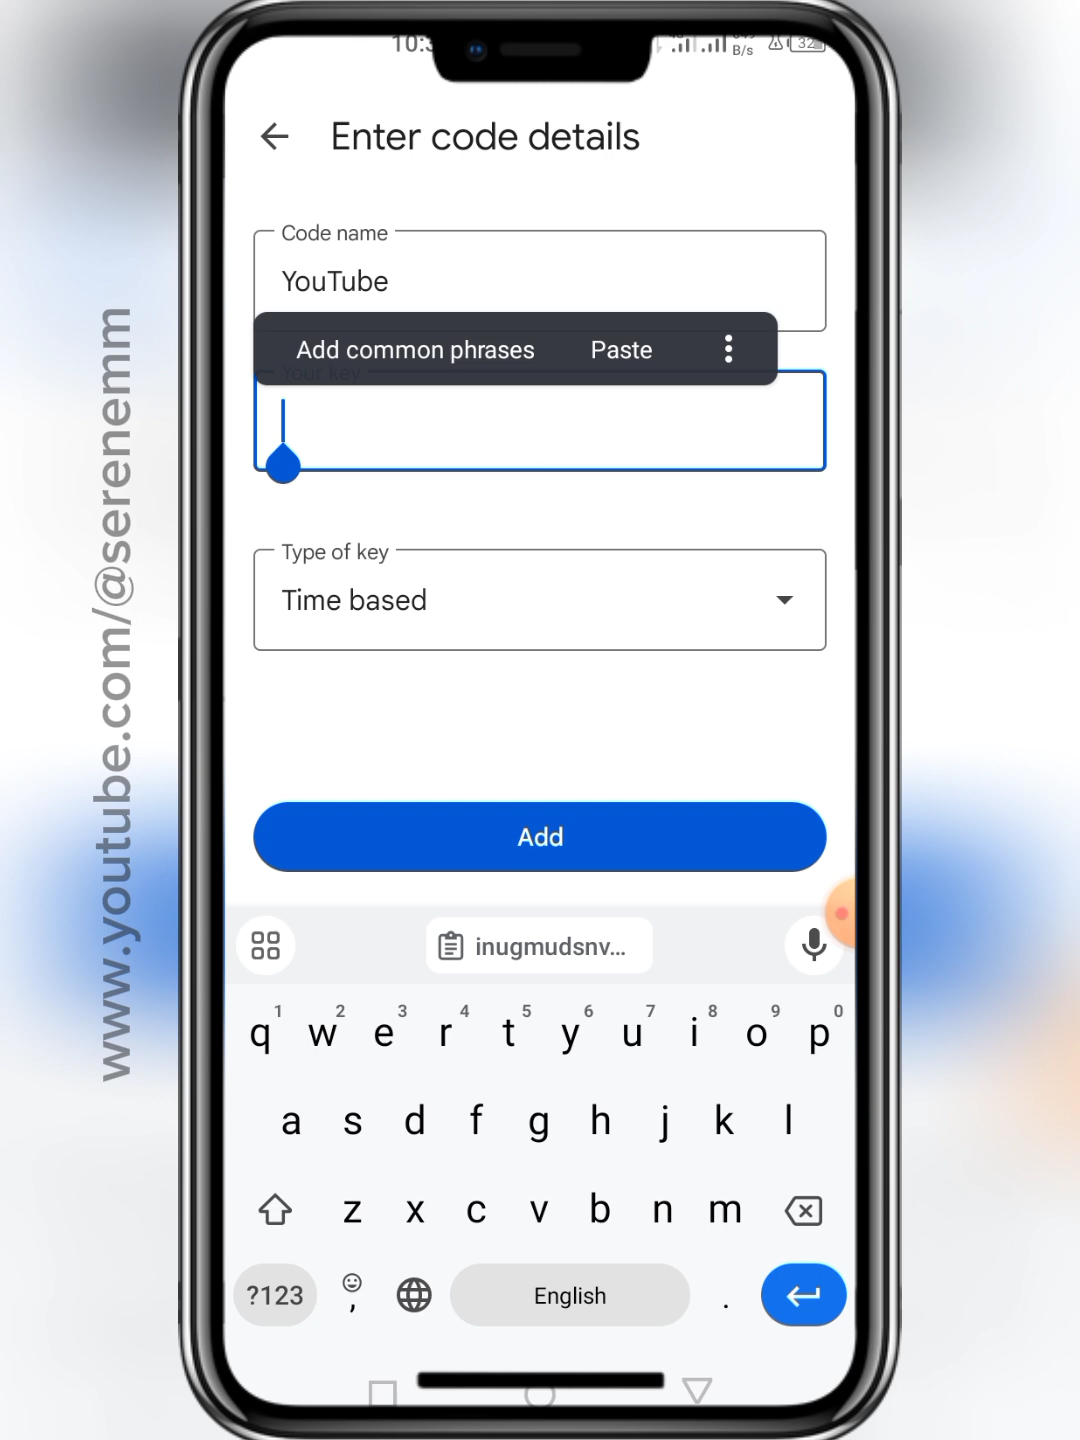 10:3
B/s
32
Enter code details
Code name
YouTube
Add common phrases Paste
Your key
Type of key
Time based
Add
inugmudsnv...
1 2 3 4 5 6 7 8 9 0
q w e r t y u i o p
a s d f g h j k l
z x c v b n m
?123 , English .
www.youtube.com/@serenemm